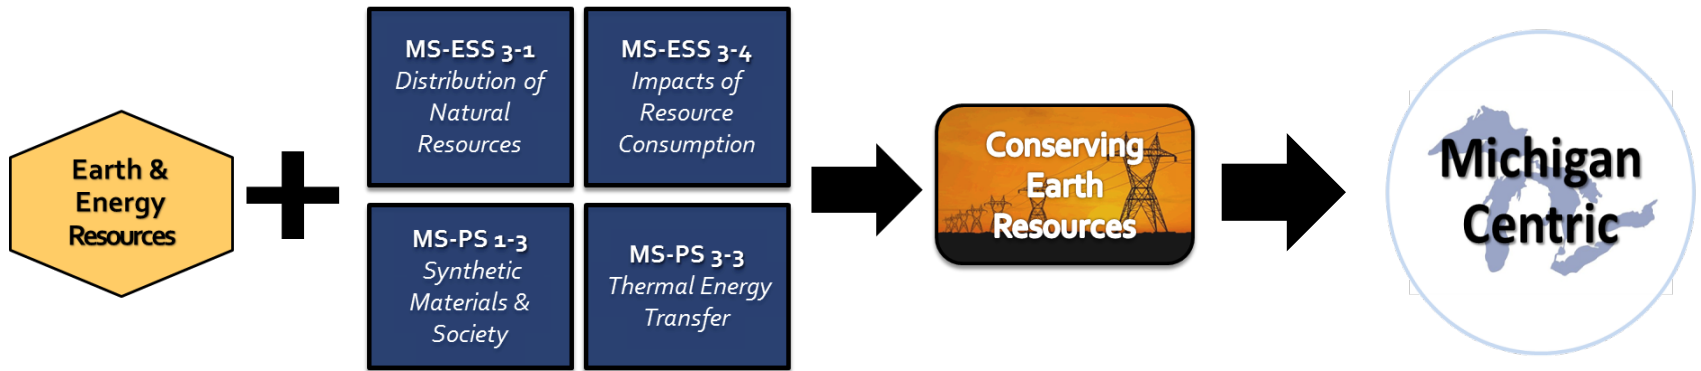 Earth &
Energy
Resources
MS-ESS 3-1
Distribution of
Natural
Resources
MS-ESS 3-4
Impacts of
Resource
Consumption
MS-PS 1-3
Synthetic
Materials &
Society
MS-PS 3-3
Thermal Energy
Transfer
Conserving
Earth
Resources
Michigan
Centric